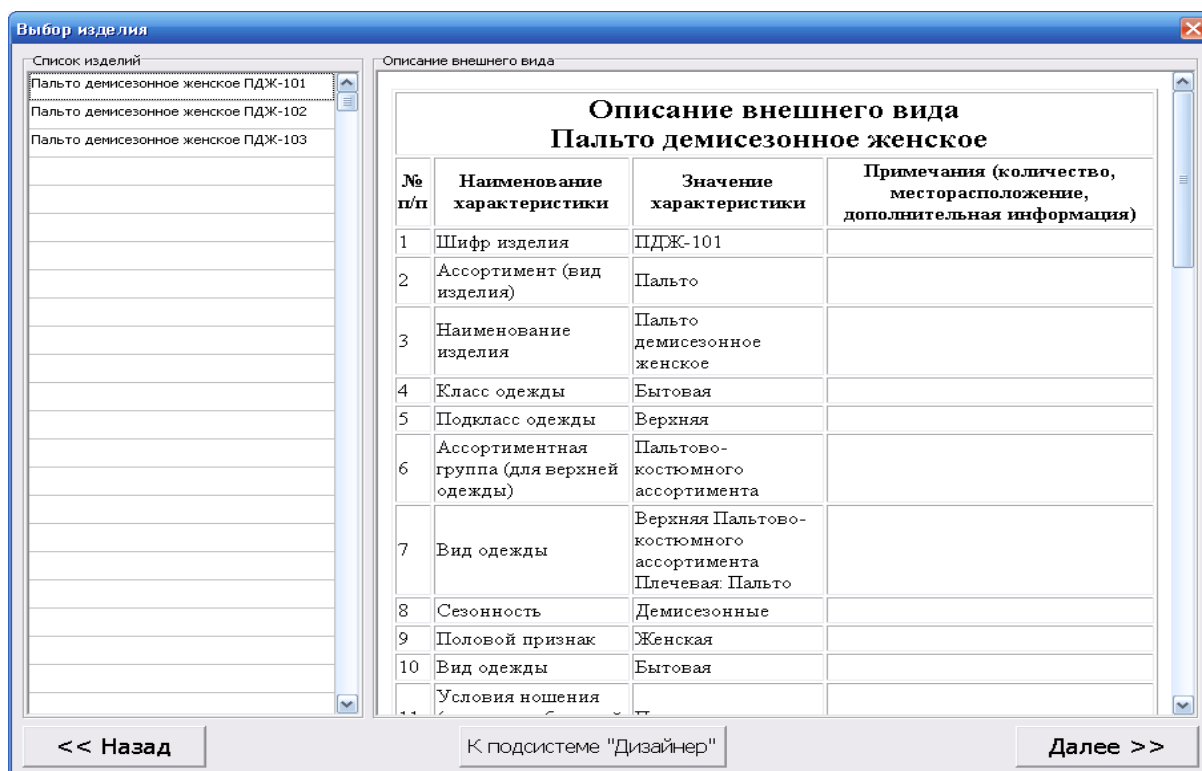 Выбор изделия
Список изделий
Пальто демисезонное женское ПДЖ-101
Пальто демисезонное женское ПДЖ-102
Пальто демисезонное женское ПДЖ-103
Описание внешнего вида
Описание внешнего вида
Пальто демисезонное женское
№
п/п
Наименование
характеристики
Значение
характеристики
Примечания (количество,
месторасположение,
дополнительная информация)
1
Шифр изделия
ПДЖ-101
2
Ассортимент (вид
изделия)
Пальто
3
Наименование
изделия
Пальто
демисезонное
женское
4
Класс одежды
Бытовая
5
Подкласс одежды
Верхняя
6
Ассортиментная
группа (для верхней
одежды)
Пальтово-
костюмного
ассортимента
7
Вид одежды
Верхняя Пальтово-
костюмного
ассортимента
Плечевая: Пальто
8
Сезонность
Демисезонные
9
Половой признак
Женская
10
Вид одежды
Бытовая
Условия ношения
<< Назад
К подсистеме "Дизайнер"
Далее >>